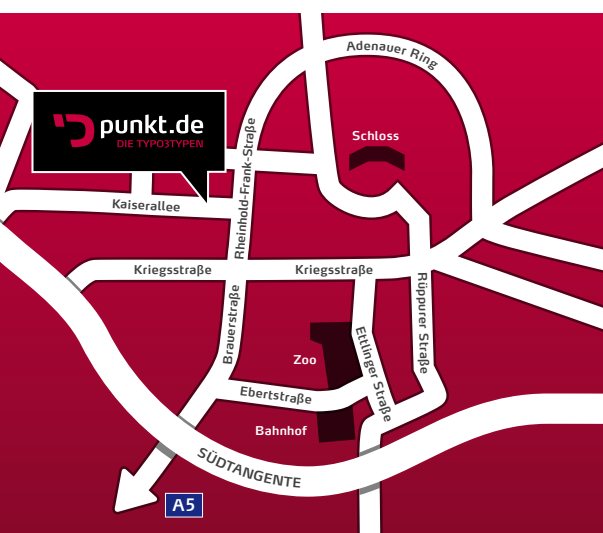 Adenauer Ring
punkt.de
DIE TYPO3TYPEN
Schloss
Rheinhold-Frank-Straße
Kaiserallee
Kriegsstraße
Kriegsstraße
Brauerstraße
Rüppurer Straße
Ettlinger Straße
Zoo
Ebertstraße
Bahnhof
SÜDTANGENTE
A5